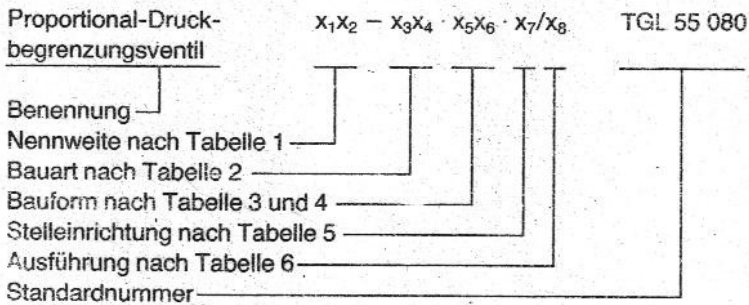 Proportional-Druck- x₁x₂ – x₃x₄ · x₅x₆ · x₇/x₈ TGL 55 080
begrenzungsventil
Benennung
Nennweite nach Tabelle 1
Bauart nach Tabelle 2
Bauform nach Tabelle 3 und 4
Stelleinrichtung nach Tabelle 5
Ausführung nach Tabelle 6
Standardnummer